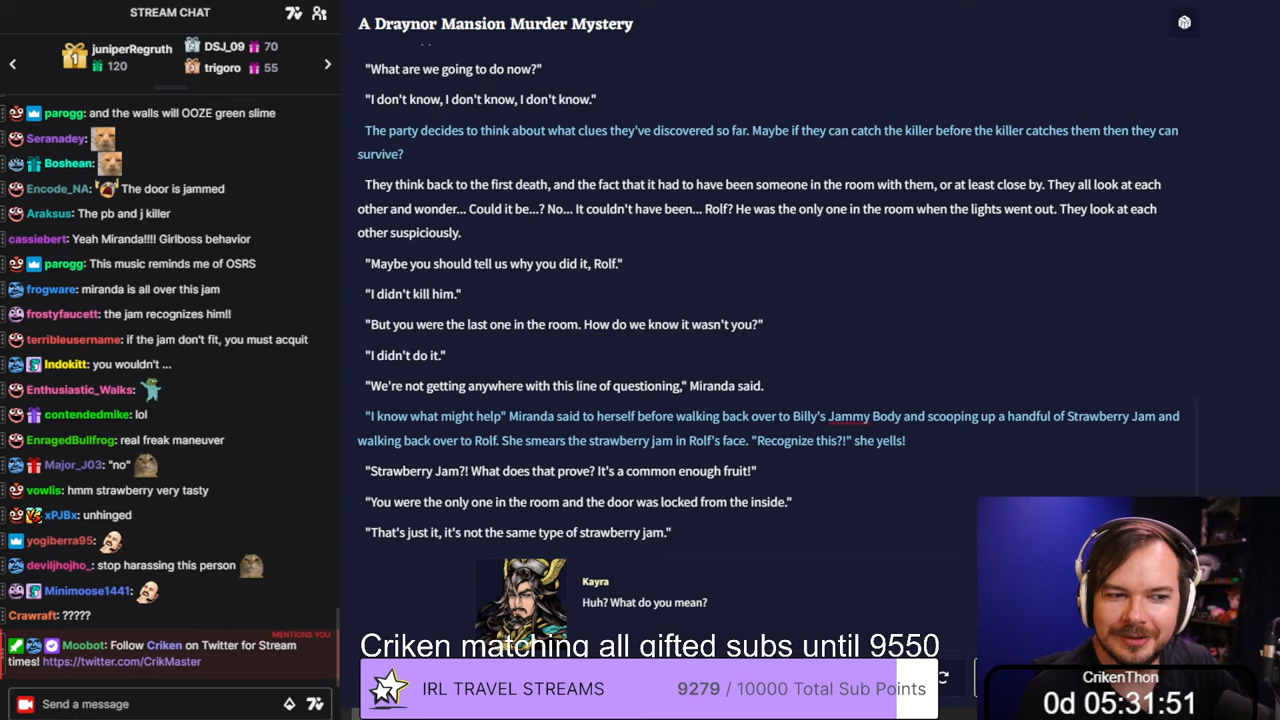 STREAM CHAT
juniperRegruth
120
DSJ_09 70
trigoro 55
parogg: and the walls will OOZE green slime
Seranadey:
Boshean:
Encode_NA: The door is jammed
Araksus: The pb and j killer
cassiebert: Yeah Miranda!!!! Girlboss behavior
parogg: This music reminds me of OSRS
frogware: miranda is all over this jam
frostyfaucett: the jam recognizes him!!
terribleusername: if the jam don't fit, you must acquit
Indokitt: you wouldn't ...
Enthusiastic_Walks:
contendedmike: lol
EnragedBullfrog: real freak maneuver
Major_J03: "no"
vowlis: hmm strawberry very tasty
xPJBx: unhinged
yogiberra95:
deviljhojho_: stop harassing this person
Minimoose1441:
Crawraft: ?????
MENTIONS YOU
Moobot: Follow Criken on Twitter for Stream
times! https://twitter.com/CrikMaster
Send a message
A Draynor Mansion Murder Mystery
"What are we going to do now?"
"I don't know, I don't know, I don't know."
The party decides to think about what clues they've discovered so far. Maybe if they can catch the killer before the killer catches them then they can
survive?
They think back to the first death, and the fact that it had to have been someone in the room with them, or at least close by. They all look at each
other and wonder... Could it be...? No... It couldn't have been... Rolf? He was the only one in the room when the lights went out. They look at each
other suspiciously.
"Maybe you should tell us why you did it, Rolf."
"I didn't kill him."
"But you were the last one in the room. How do we know it wasn't you?"
"I didn't do it."
"We're not getting anywhere with this line of questioning," Miranda said.
"I know what might help" Miranda said to herself before walking back over to Billy's Jammy Body and scooping up a handful of Strawberry Jam and
walking back over to Rolf. She smears the strawberry jam in Rolf's face. "Recognize this?!" she yells!
"Strawberry Jam?! What does that prove? It's a common enough fruit!"
"You were the only one in the room and the door was locked from the inside."
"That's just it, it's not the same type of strawberry jam."
Kayra
Huh? What do you mean?
Criken matching all gifted subs until 9550
IRL TRAVEL STREAMS 9279 / 10000 Total Sub Points
CrikenThon
0d 05:31:51